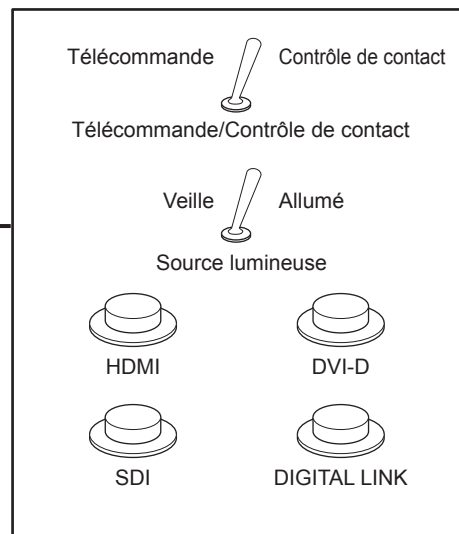 Télécommande Contrôle de contact
Télécommande/Contrôle de contact
Veille Allumé
Source lumineuse
HDMI DVI-D
SDI DIGITAL LINK